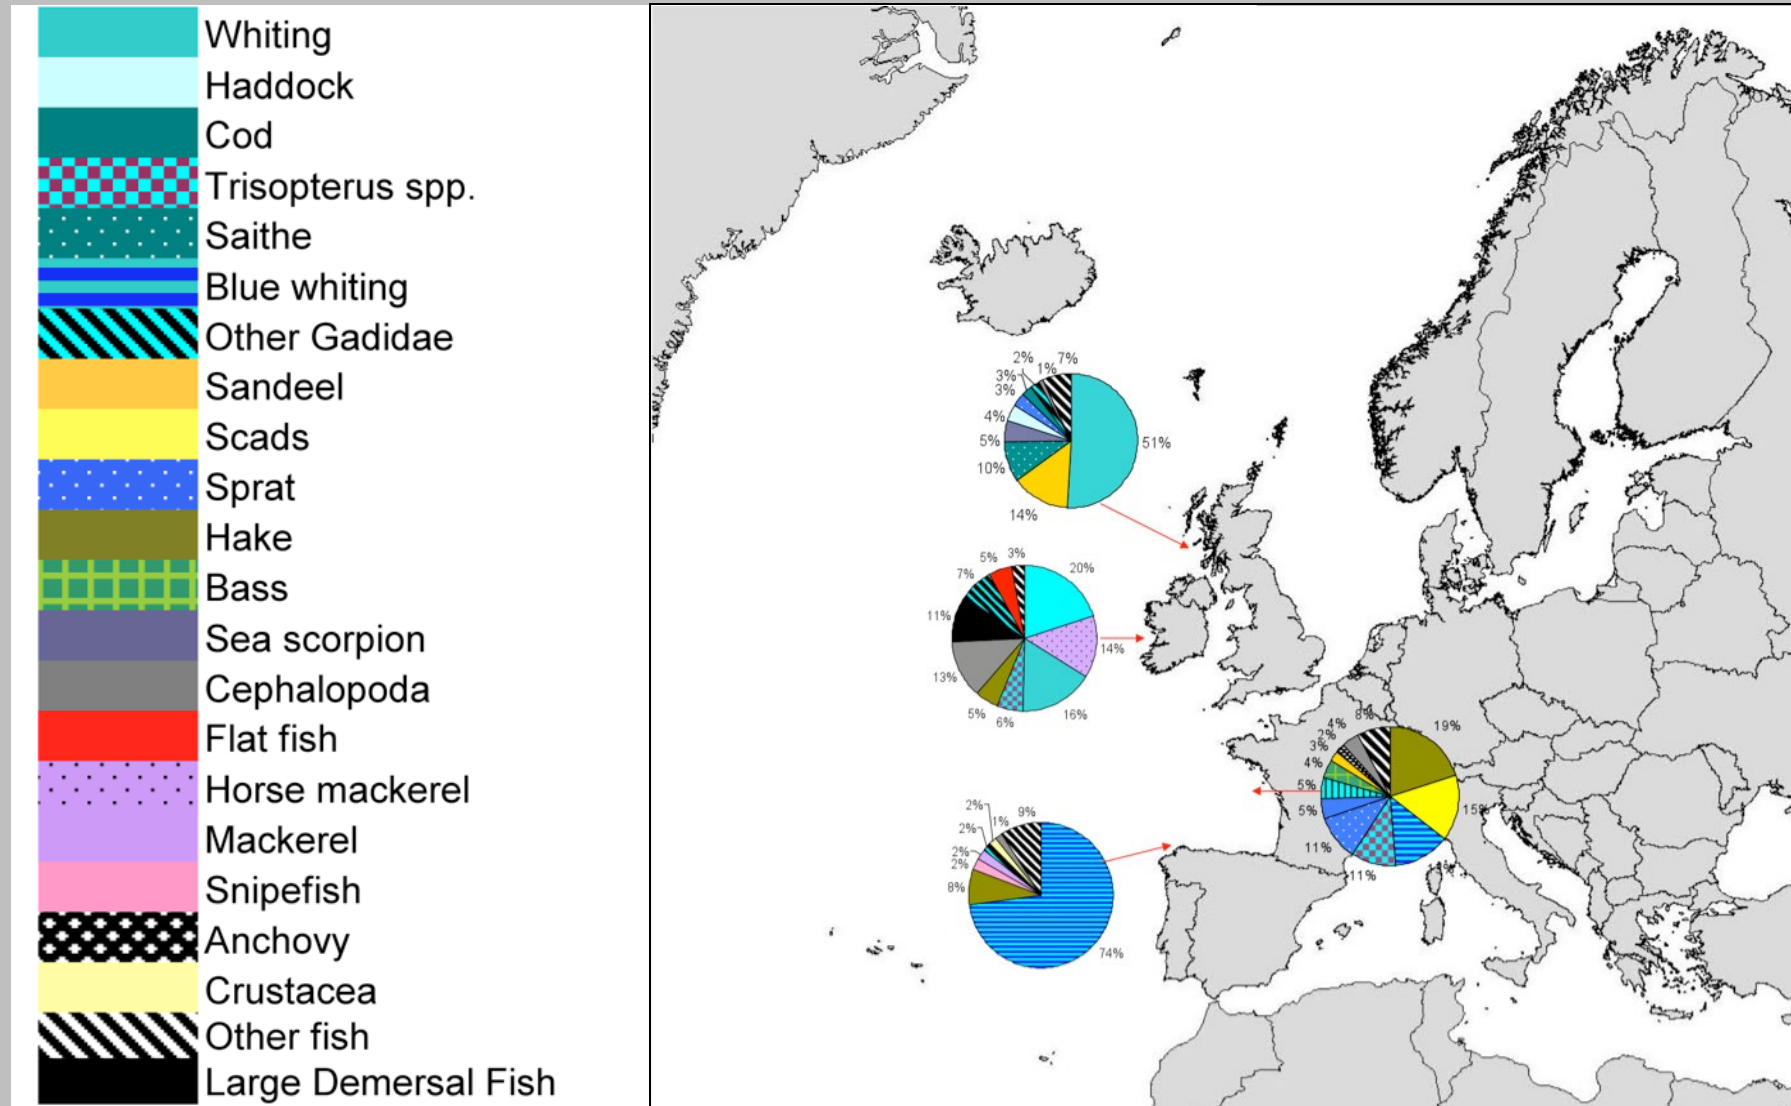 Whiting
Haddock
Cod
Trisopterus spp.
Saithe
Blue whiting
Other Gadidae
Sandeel
Scads
Sprat
Hake
Bass
Sea scorpion
Cephalopoda
Flat fish
Horse mackerel
Mackerel
Snipefish
Anchovy
Crustacea
Other fish
Large Demersal Fish
2%
7%
1%
3%
3%
4%
5%
10%
14%
51%
5%
3%
20%
7%
11%
14%
13%
5%
6%
16%
4%
8%
19%
2%
3%
4%
5%
5%
15%
11%
11%
2%
9%
1%
2%
2%
2%
8%
74%